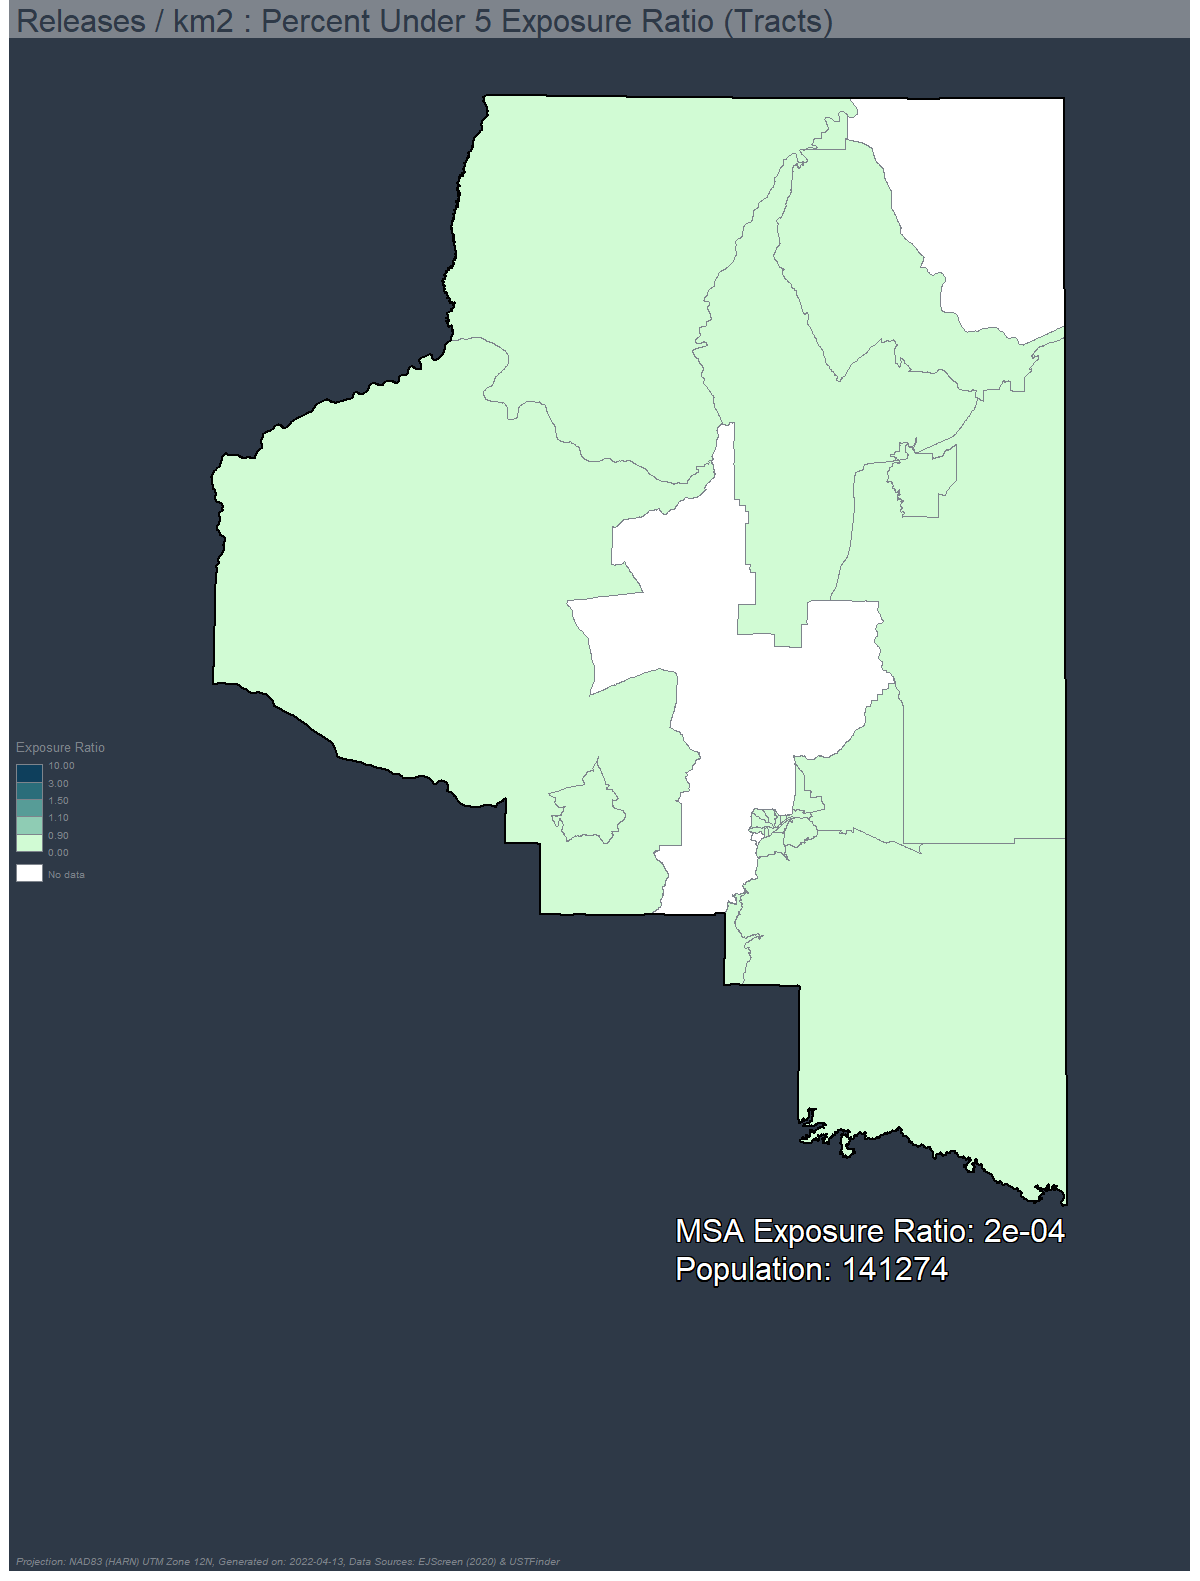 Releases / km2 : Percent Under 5 Exposure Ratio (Tracts)
Exposure Ratio
10.00
3.00
1.50
1.10
0.90
0.00
No data
MSA Exposure Ratio: 2e-04
Population: 141274
Projection: NAD83 (HARN) UTM Zone 12N, Generated on: 2022-04-13, Data Sources: EJScreen (2020) & USTFinder